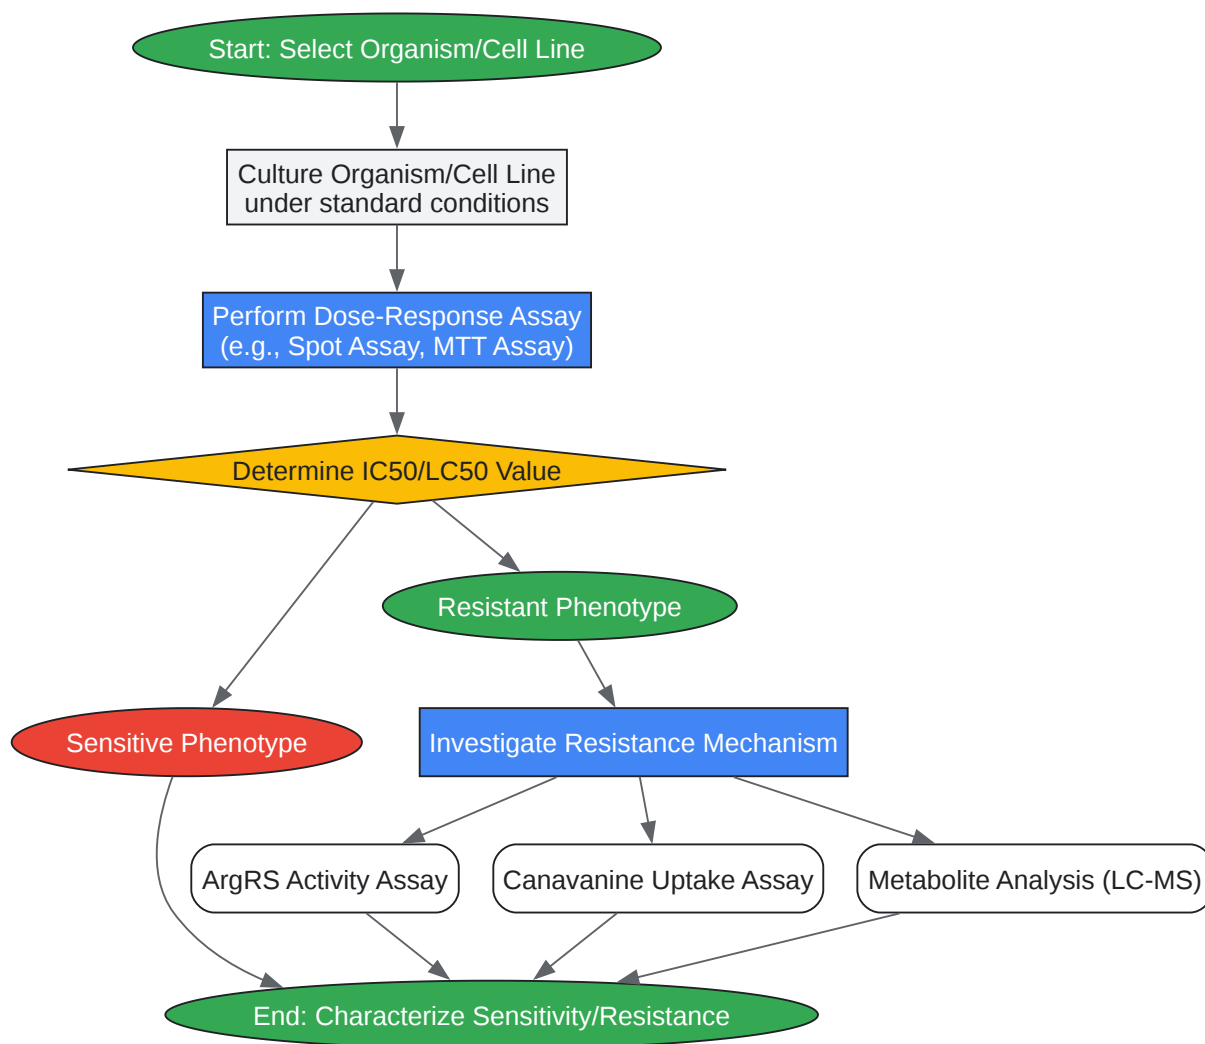 Start: Select Organism/Cell Line
Culture Organism/Cell Line
under standard conditions
Perform Dose-Response Assay
(e.g., Spot Assay, MTT Assay)
Determine IC50/LC50 Value
Resistant Phenotype
Sensitive Phenotype
Investigate Resistance Mechanism
ArgRS Activity Assay
Canavanine Uptake Assay
Metabolite Analysis (LC-MS)
End: Characterize Sensitivity/Resistance